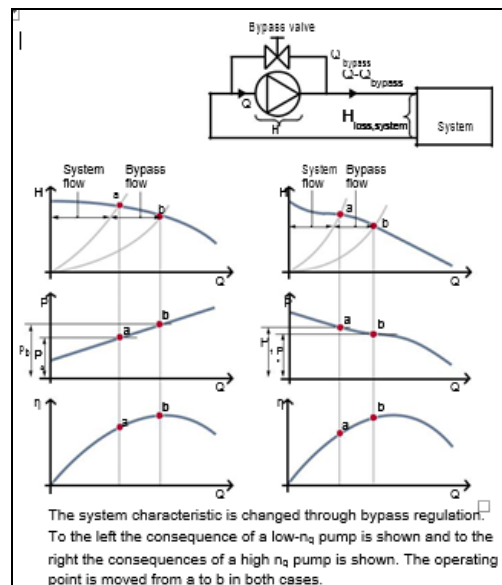 Bypass valve
Q bypass
Q-Q bypass
Q
H
H loss,system
System
System flow
Bypass flow
H
a
b
Q
System flow
Bypass flow
H
a
b
Q
P
P b
P
a
b
Q
P
P
a
b
Q
η
a
b
Q
η
a
b
Q
The system characteristic is changed through bypass regulation.
To the left the consequence of a low-nq pump is shown and to the
right the consequences of a high nq pump is shown. The operating
point is moved from a to b in both cases.